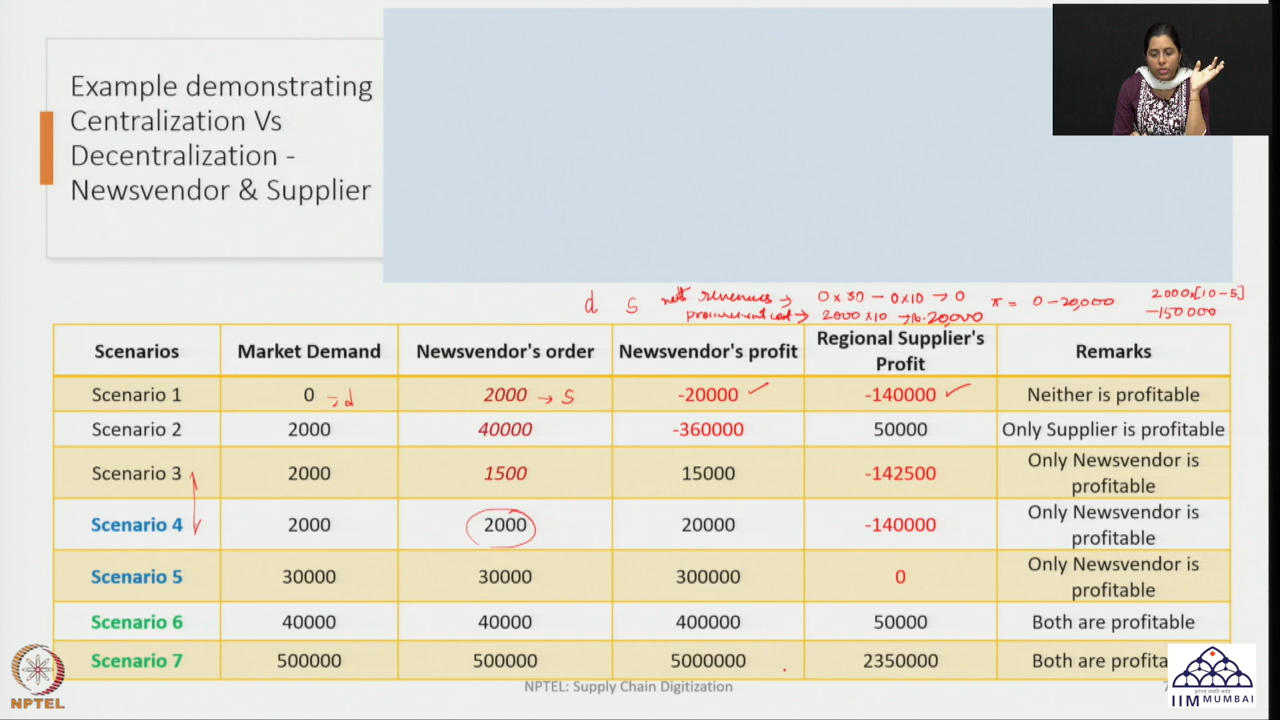 Example demonstrating
Centralization Vs
Decentralization -
Newsvendor & Supplier
d s nett revenues → 0 x 30 – 0 x 10 → 0 π = 0 – 20,000 2000x[10-5]
procurement cost → 2000 x 10 → 20,000 -150000
Scenarios Market Demand Newsvendor's order Newsvendor's profit Regional Supplier's Profit Remarks
Scenario 1 0 → d 2000 → S -20000 ✓ -140000 ✓ Neither is profitable
Scenario 2 2000 40000 -360000 50000 Only Supplier is profitable
Scenario 3 2000 1500 15000 -142500 Only Newsvendor is profitable
Scenario 4 2000 2000 20000 -140000 Only Newsvendor is profitable
Scenario 5 30000 30000 300000 0 Only Newsvendor is profitable
Scenario 6 40000 40000 400000 50000 Both are profitable
Scenario 7 500000 500000 5000000 2350000 Both are profita
NPTEL: Supply Chain Digitization
NPTEL
IIM MUMBAI